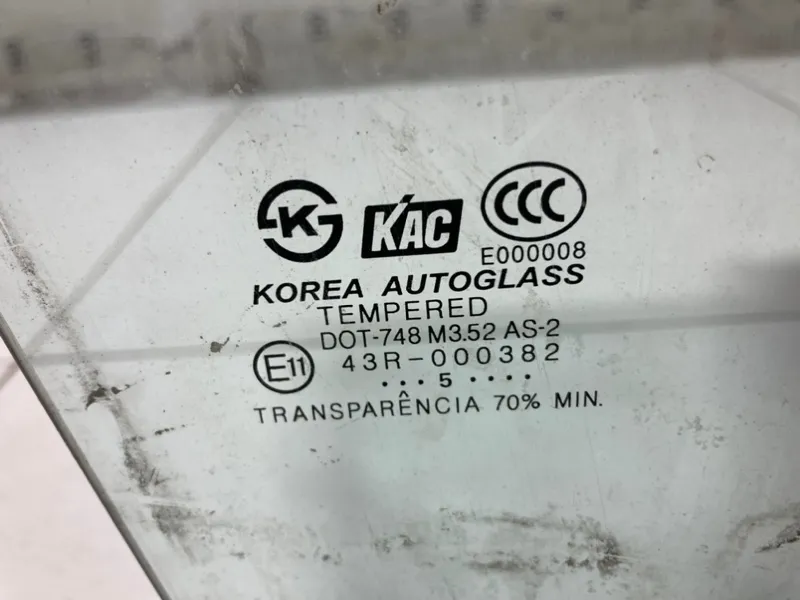 K KAC CCC
E000008
KOREA AUTOGLASS
TEMPERED
DOT-748 M3.52 AS-2
E11 43R-000382
... 5 ....
TRANSPARÊNCIA 70% MIN.